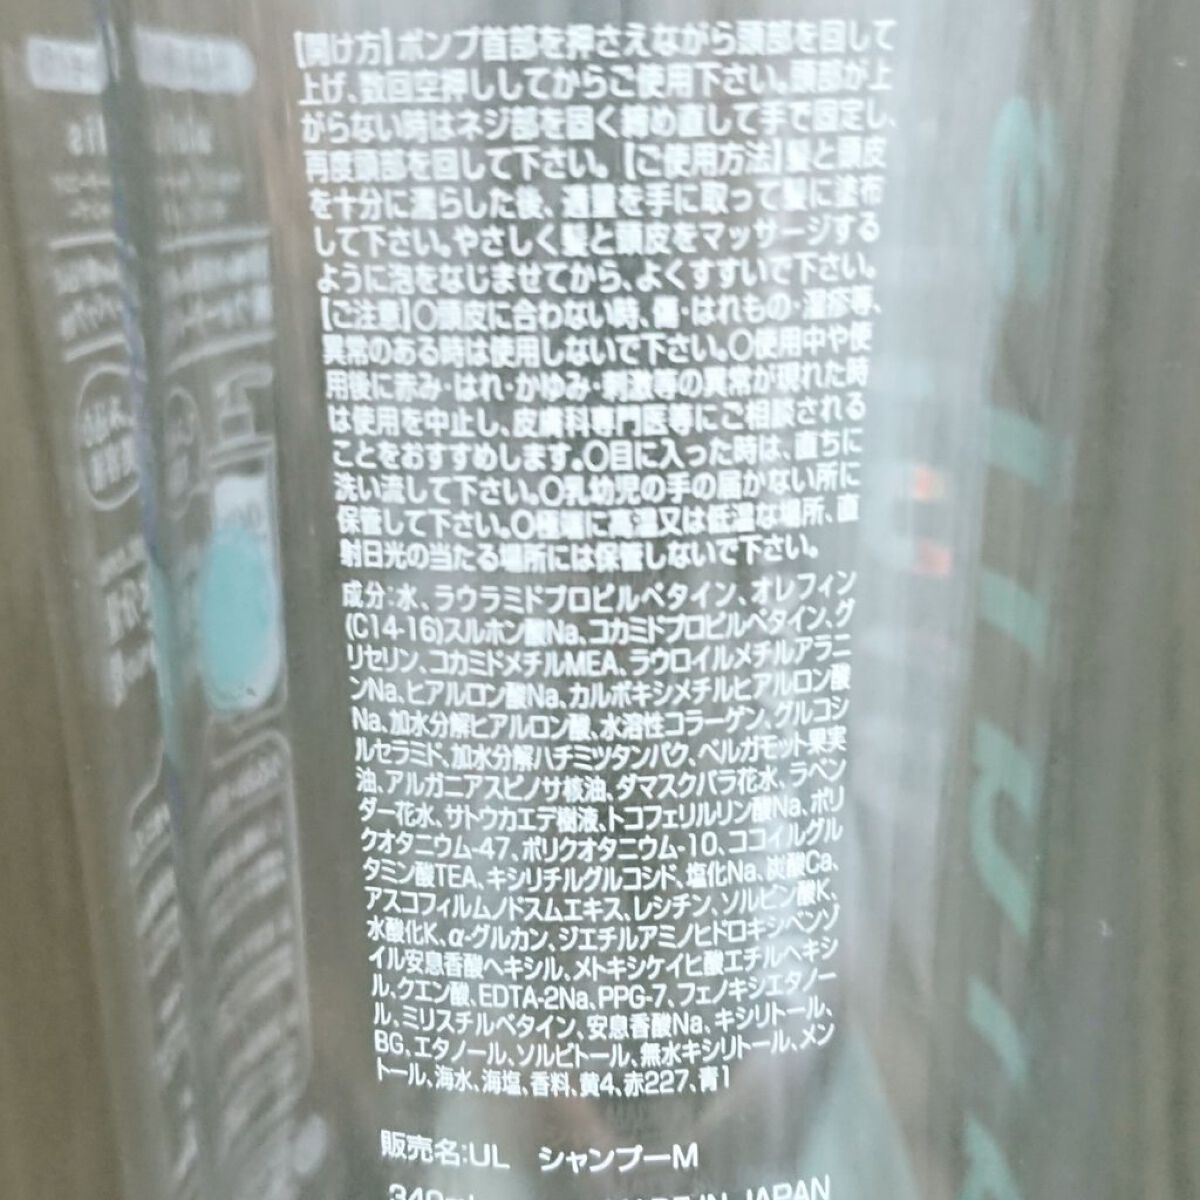 【開け方】ポンプ首部を押さえながら頭部を回して
上げ、数回空押ししてからご使用下さい。頭部が上
がらない時はネジ部を固く締め直して手で固定し、
再度頭部を回して下さい。【ご使用方法】髪と頭皮
を十分に濡らした後、適量を手に取って髪に塗布
して下さい。やさしく髪と頭皮をマッサージする
ように泡をなじませてから、よくすすいで下さい。
【ご注意】○頭皮に合わない時、傷・はれもの・湿疹等、
異常のある時は使用しないで下さい。○使用中や使
用後に赤み・はれ・かゆみ・刺激等の異常が現れた時
は使用を中止し、皮膚科専門医等にご相談される
ことをおすすめします。○目に入った時は、直ちに
洗い流して下さい。○乳幼児の手の届かない所に
保管して下さい。○極端に高温又は低温な場所、直
射日光の当たる場所には保管しないで下さい。
成分:水、ラウラミドプロピルベタイン、オレフィン
(C14-16)スルホン酸Na、コカミドプロピルベタイン、グ
リセリン、コカミドメチルMEA、ラウロイルメチルアラニ
ンNa、ヒアルロン酸Na、カルボキシメチルヒアルロン酸
Na、加水分解ヒアルロン酸、水溶性コラーゲン、グルコシ
ルセラミド、加水分解ハチミツタンパク、ベルガモット果実
油、アルガニアスピノサ核油、ダマスクバラ花水、ラベン
ダー花水、サトウカエデ樹液、トコフェリルリン酸Na、ポリ
クオタニウム-47、ポリクオタニウム-10、ココイルグル
タミン酸TEA、キシリチルグルコシド、塩化Na、炭酸Ca、
アスコフィルムノドスムエキス、レシチン、ソルビン酸K、
水酸化K、α-グルカン、ジエチルアミノヒドロキシベンゾ
イル安息香酸ヘキシル、メトキシケイヒ酸エチルヘキシ
ル、クエン酸、EDTA-2Na、PPG-7、フェノキシエタノー
ル、ミリスチルベタイン、安息香酸Na、キシリトール、
BG、エタノール、ソルビトール、無水キシリトール、メン
トール、海水、海塩、香料、黄4、赤227、青1
販売名:UL シャンプーM
MADE IN JAPAN